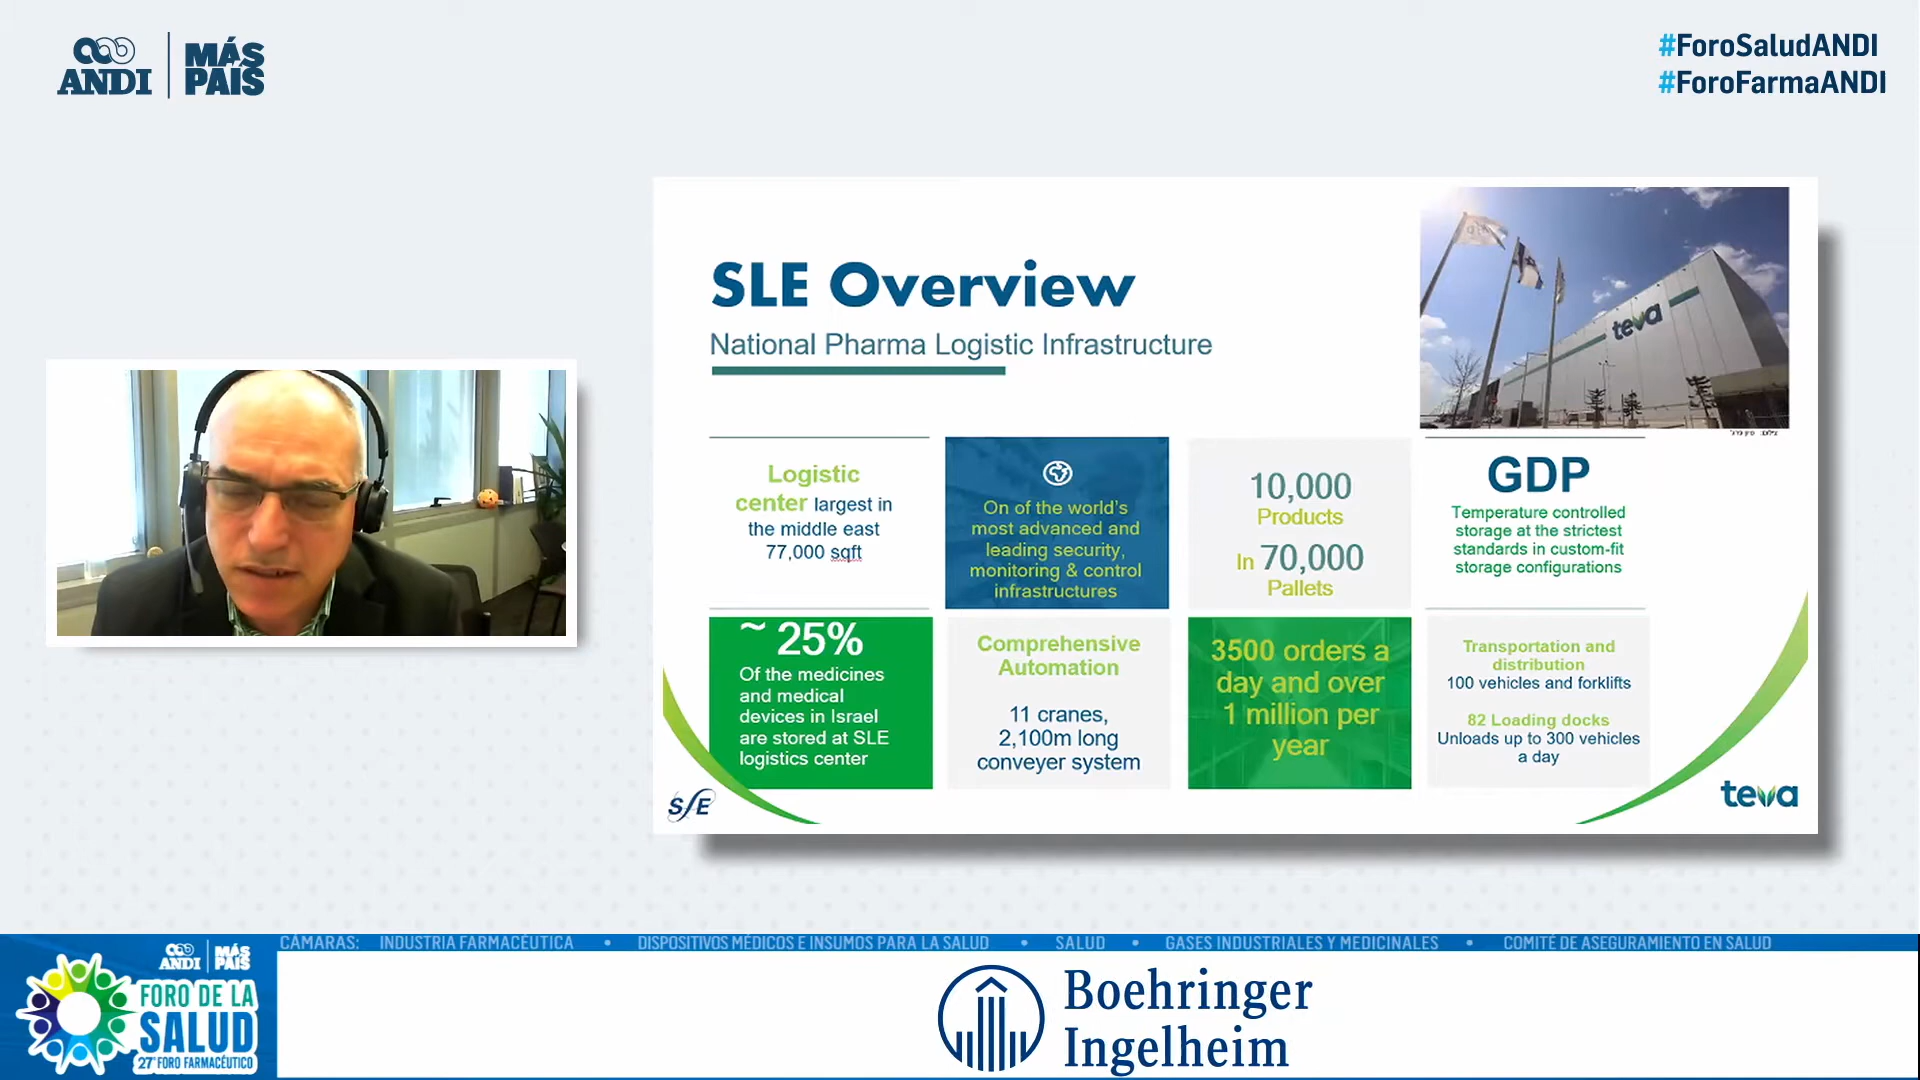 ANDI
MÁS
PAÍS
#ForoSaludANDI
#ForoFarmaANDI
SLE Overview
National Pharma Logistic Infrastructure
teva
Logistic
center largest in
the middle east
77,000 sqft
On of the world's
most advanced and
leading security,
monitoring & control
infrastructures
10,000
Products
In 70,000
Pallets
GDP
Temperature controlled
storage at the strictest
standards in custom-fit
storage configurations
~ 25%
Of the medicines
and medical
devices in Israel
are stored at SLE
logistics center
Comprehensive
Automation
11 cranes,
2,100m long
conveyer system
3500 orders a
day and over
1 million per
year
Transportation and
distribution
100 vehicles and forklifts
82 Loading docks
Unloads up to 300 vehicles
a day
SLE
teva
CÁMARAS: INDUSTRIA FARMACÉUTICA • DISPOSITIVOS MÉDICOS E INSUMOS PARA LA SALUD • SALUD • GASES INDUSTRIALES Y MEDICINALES • COMITÉ DE ASEGURAMIENTO EN SALUD
ANDI
MÁS
PAÍS
FORO DE LA
SALUD
27° FORO FARMACÉUTICO
Boehringer
Ingelheim